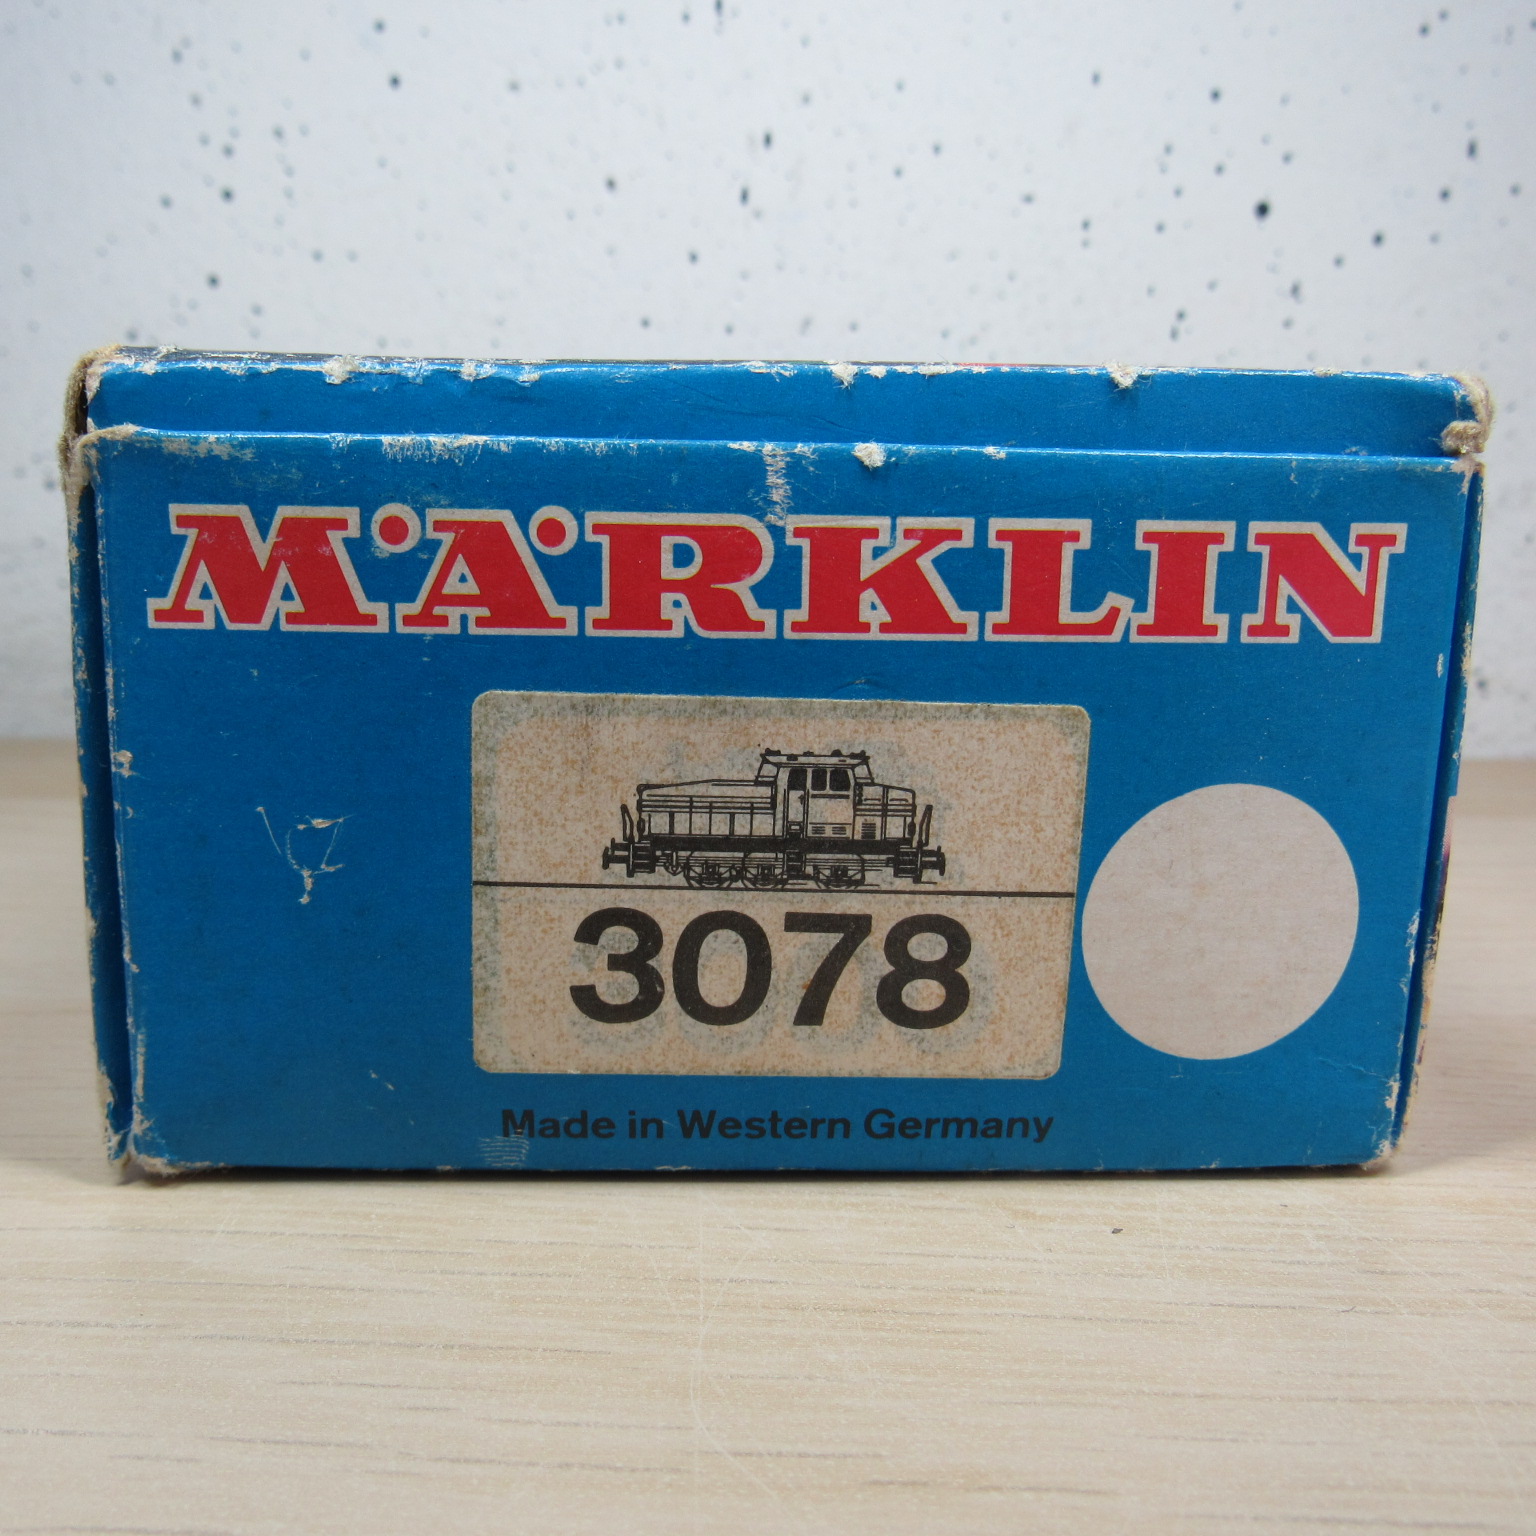 MÄRKLIN
3078
Made in Western Germany